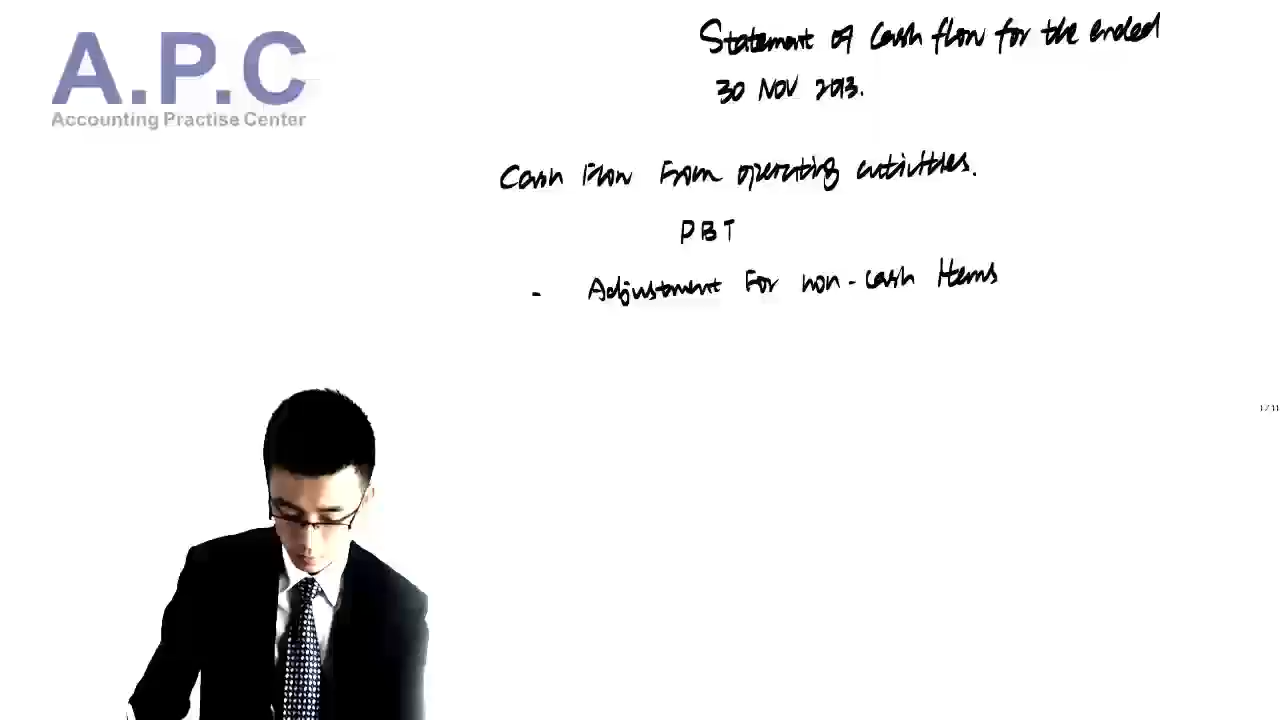 A.P.C
Accounting Practise Center
Statement of Cash flow for the ended
30 NOV 2013.
Cash Flow From operating activities.
PBT
- Adjustment For non-cash Items